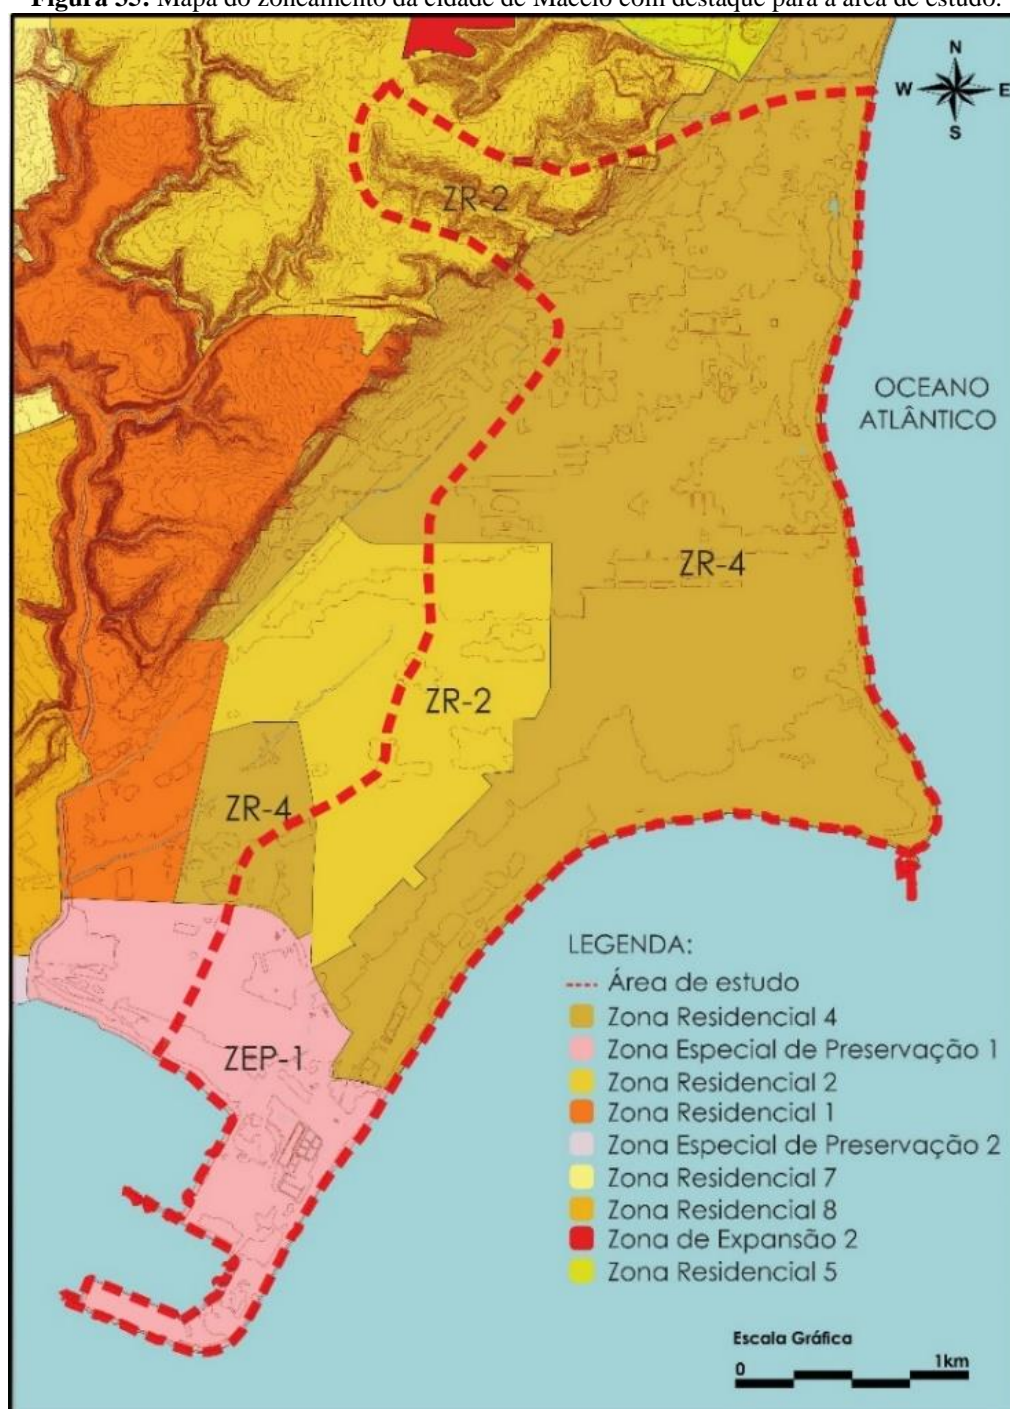 Figura 35: Mapa do zoneamento da cidade de Maceió com destaque para a área de estudo.
N
W E
S
ZR-2
OCEANO
ATLÂNTICO
ZR-4
ZR-2
ZR-4
ZEP-1
LEGENDA:
Área de estudo
Zona Residencial 4
Zona Especial de Preservação 1
Zona Residencial 2
Zona Residencial 1
Zona Especial de Preservação 2
Zona Residencial 7
Zona Residencial 8
Zona de Expansão 2
Zona Residencial 5
Escala Gráfica
0 1km